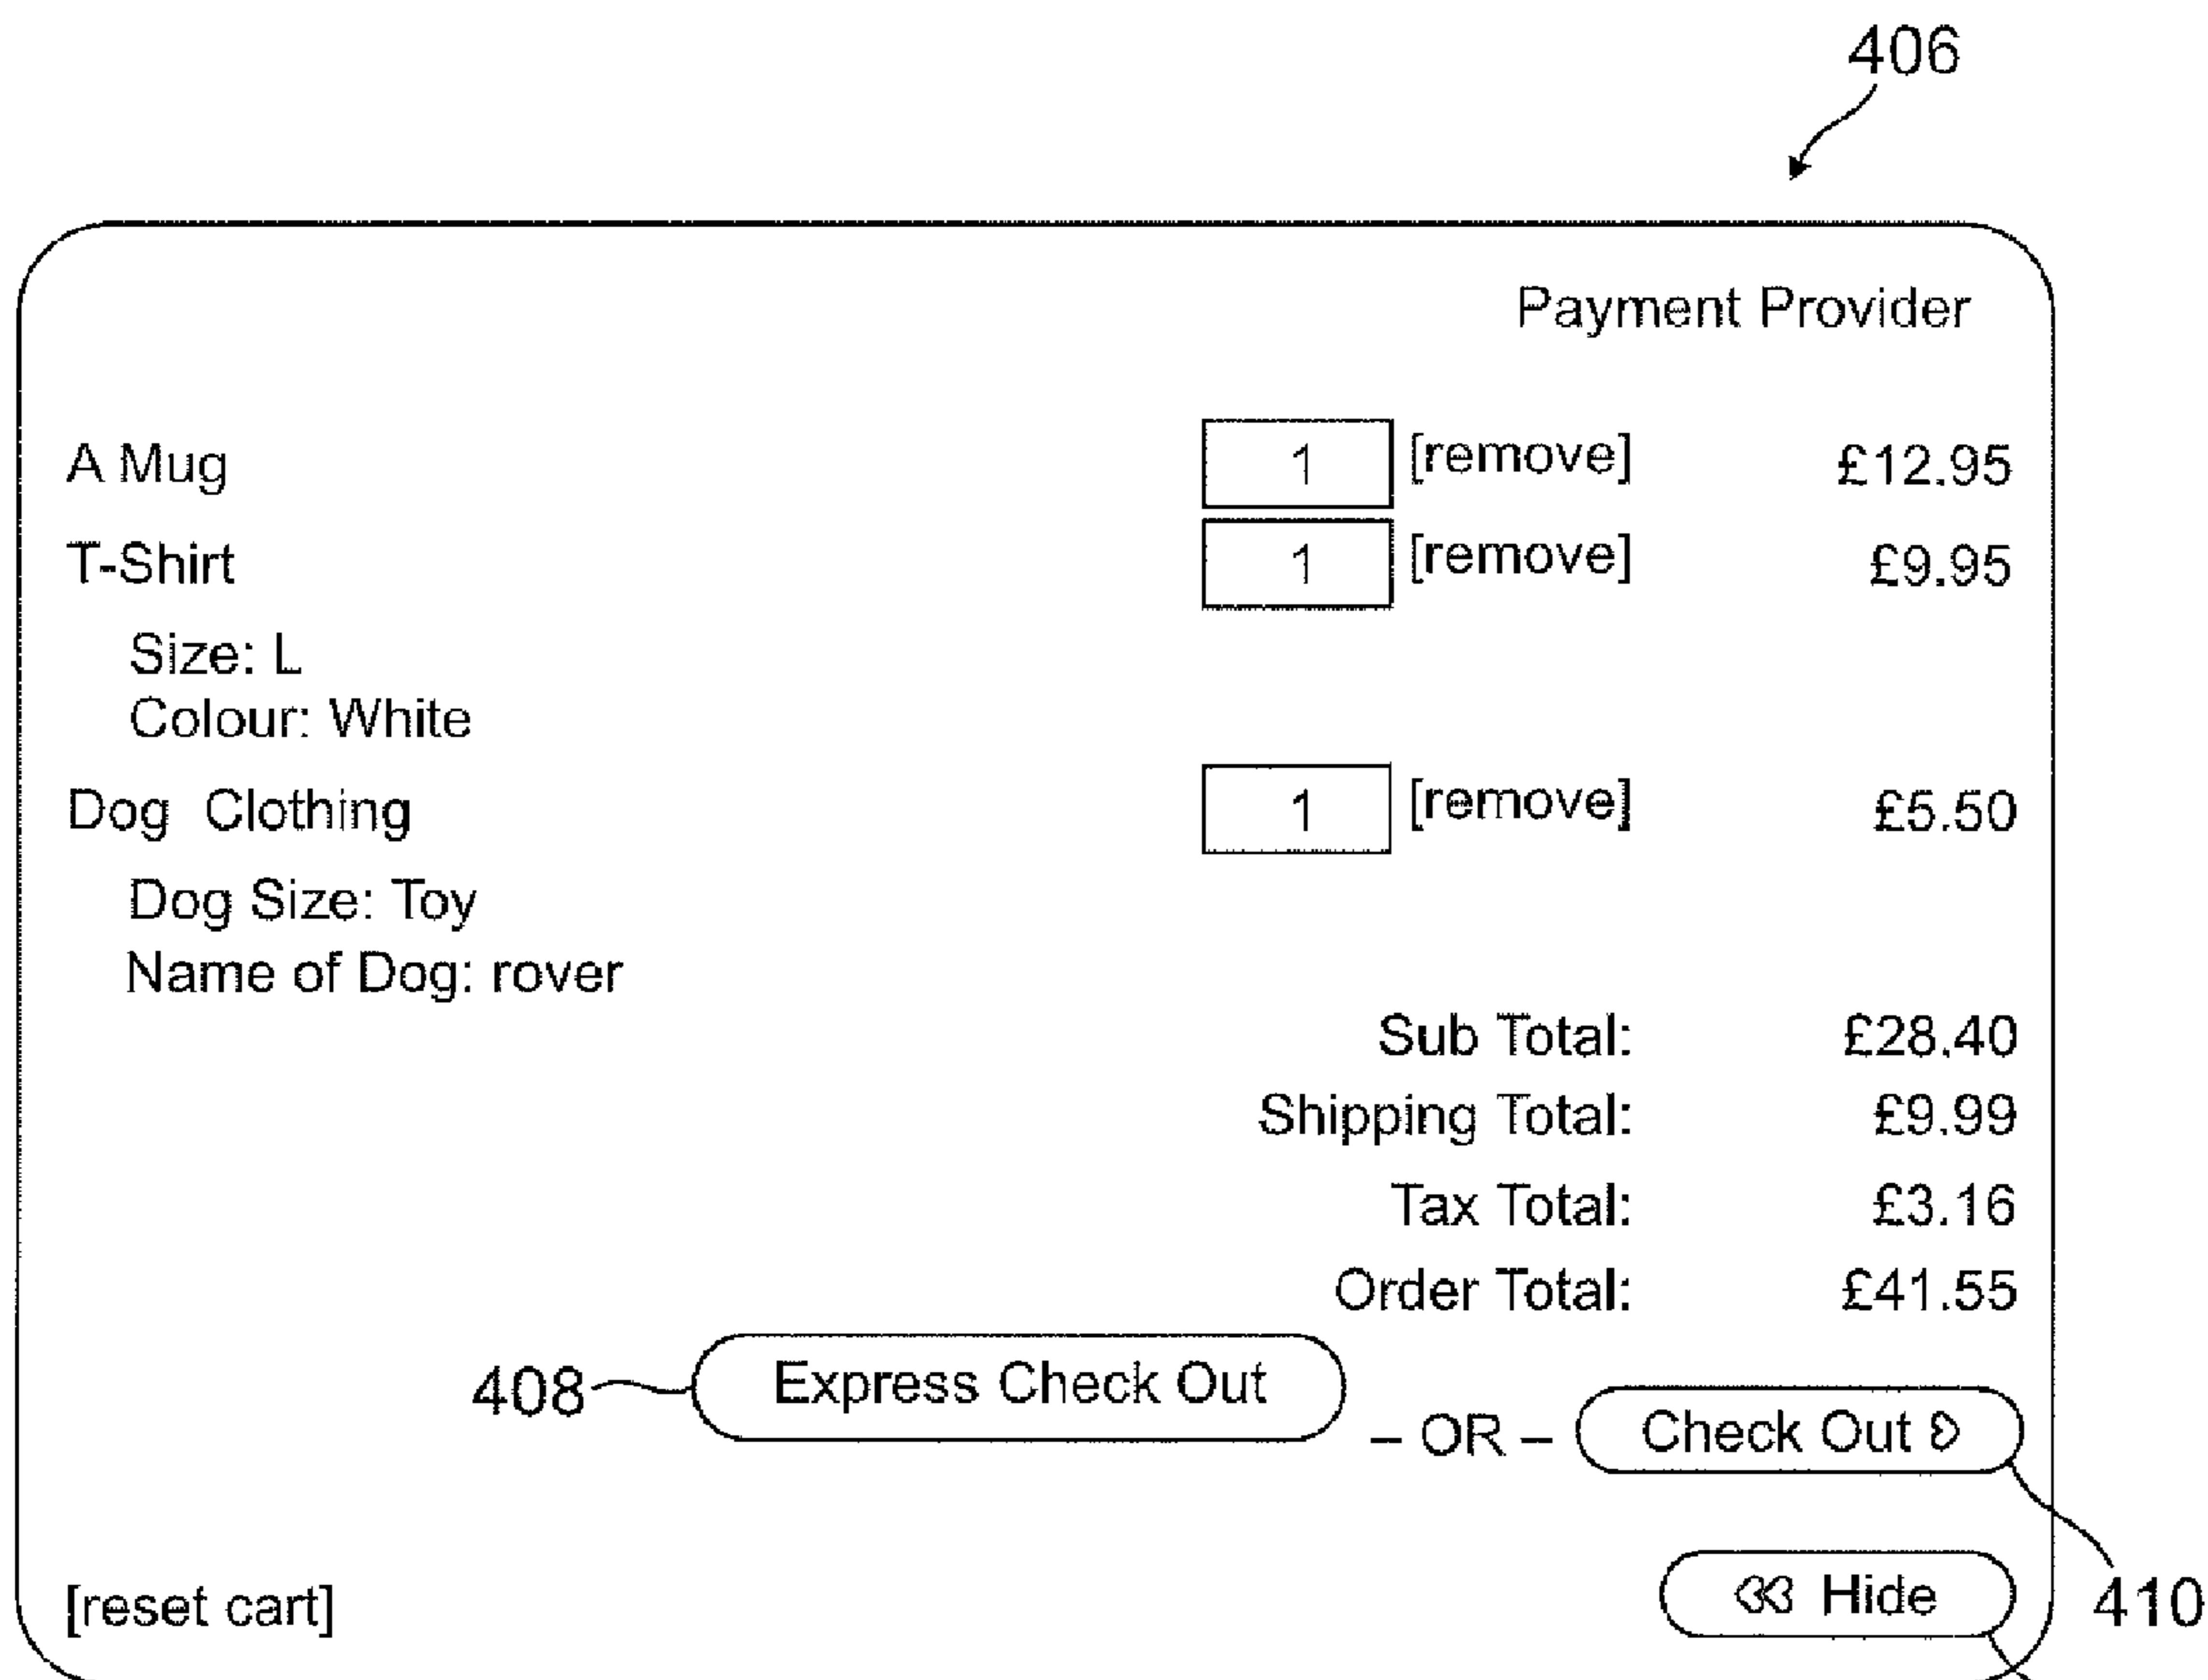 406
Payment Provider
A Mug 1 [remove] £12.95
T-Shirt 1 [remove] £9.95
Size: L
Colour: White
Dog Clothing 1 [remove] £5.50
Dog Size: Toy
Name of Dog: rover
Sub Total: £28.40
Shipping Total: £9.99
Tax Total: £3.16
Order Total: £41.55
408 Express Check Out – OR – Check Out
[reset cart] Hide 410